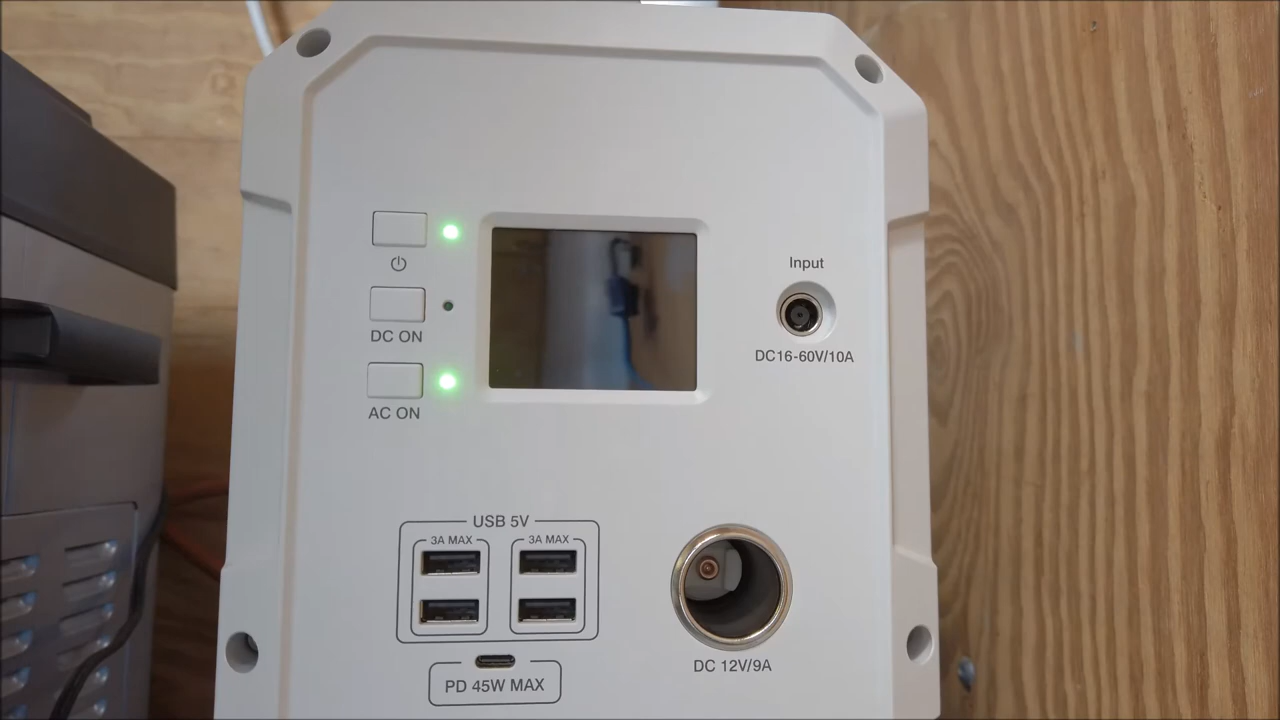 DC ON
AC ON
Input
DC16-60V/10A
USB 5V
3A MAX
3A MAX
PD 45W MAX
DC 12V/9A